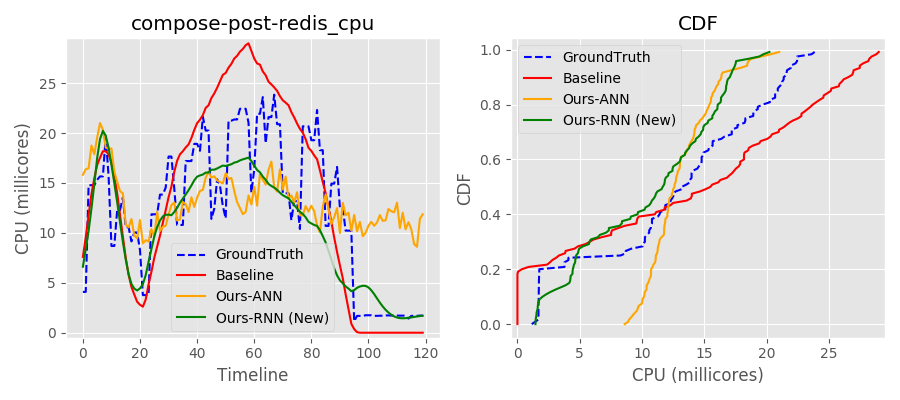 compose-post-redis_cpu
CPU (millicores)
25
20
15
10
5
0
GroundTruth
Baseline
Ours-ANN
Ours-RNN (New)
0 20 40 60 80 100 120
Timeline
CDF
CDF
1.0
0.8
0.6
0.4
0.2
0.0
GroundTruth
Baseline
Ours-ANN
Ours-RNN (New)
0 5 10 15 20 25
CPU (millicores)